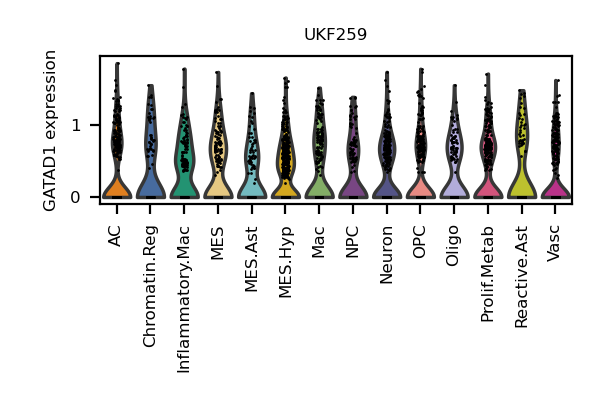 UKF259
GATAD1 expression
1
0
AC
Chromatin.Reg
Inflammatory.Mac
MES
MES.Ast
MES.Hyp
Mac
NPC
Neuron
OPC
Oligo
Prolif.Metab
Reactive.Ast
Vasc